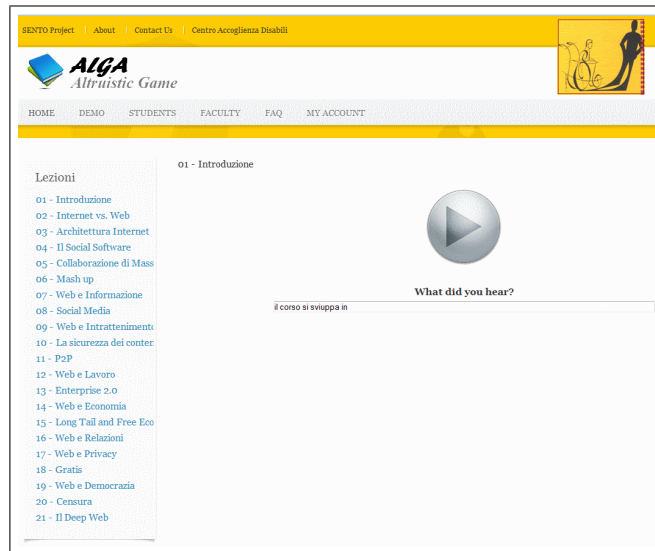 SENTO Project About Contact Us Centro Accoglienza Disabili
ALGA
Altruistic Game
HOME DEMO STUDENTS FACULTY FAQ MY ACCOUNT
Lezioni
01 - Introduzione
02 - Internet vs. Web
03 - Architettura Internet
04 - Il Social Software
05 - Collaborazione di Mass
06 - Mash up
07 - Web e Informazione
08 - Social Media
09 - Web e Intrattenimento
10 - La sicurezza dei conter
11 - P2P
12 - Web e Lavoro
13 - Enterprise 2.0
14 - Web e Economia
15 - Long Tail and Free Eco
16 - Web e Relazioni
17 - Web e Privacy
18 - Gratis
19 - Web e Democrazia
20 - Censura
21 - Il Deep Web
01 - Introduzione
What did you hear?
il corso si sviuppa in